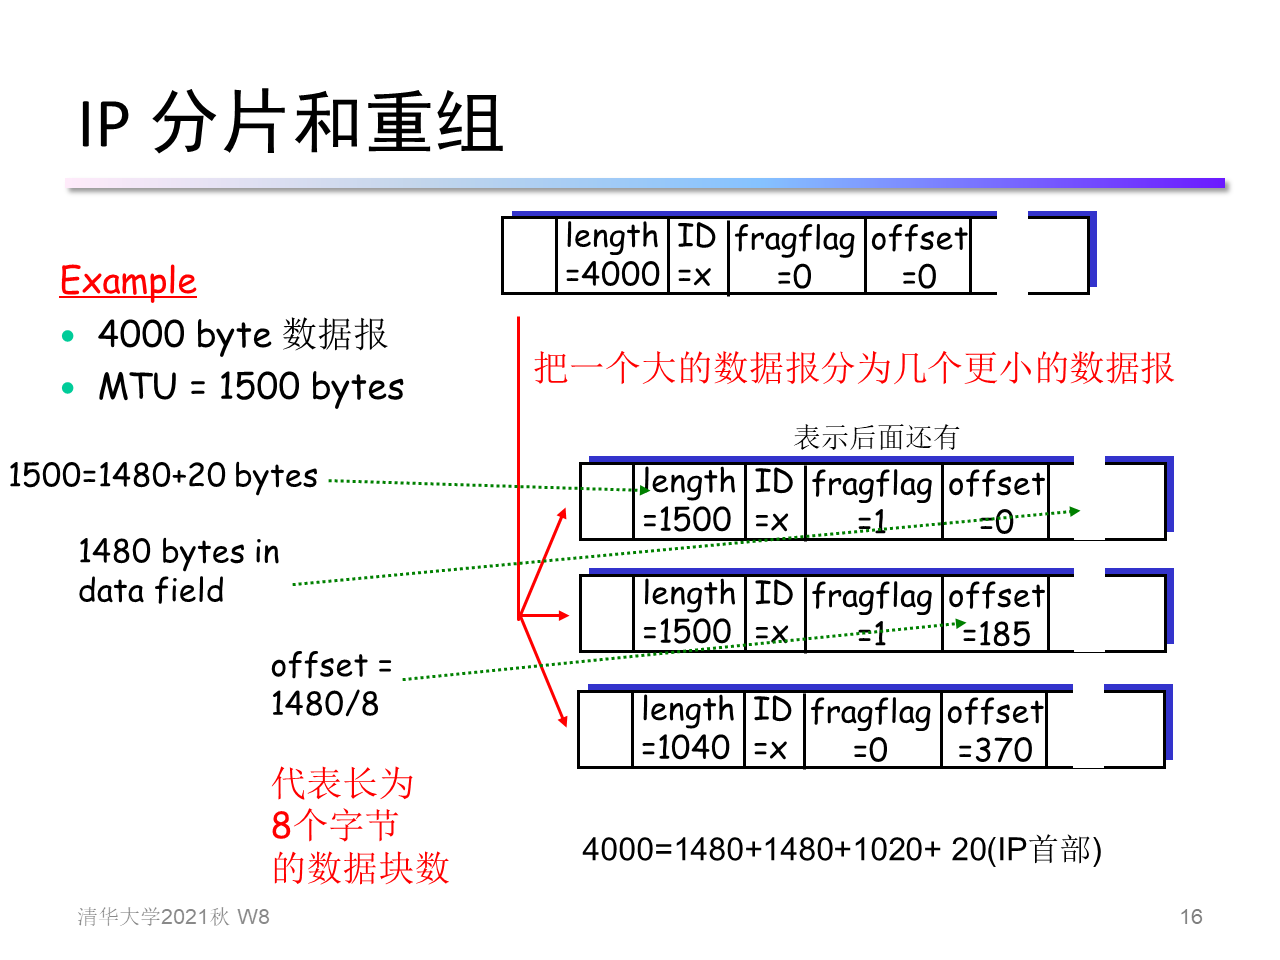 IP 分片和重组
length ID fragflag offset
=4000 =x =0 =0
Example
• 4000 byte 数据报
• MTU = 1500 bytes
把一个大的数据报分为几个更小的数据报
表示后面还有
1500=1480+20 bytes
length ID fragflag offset
=1500 =x =1 =0
1480 bytes in
data field
length ID fragflag offset
=1500 =x =1 =185
offset =
1480/8
length ID fragflag offset
=1040 =x =0 =370
代表长为
8个字节
的数据块数
4000=1480+1480+1020+ 20(IP首部)
清华大学2021秋 W8
16